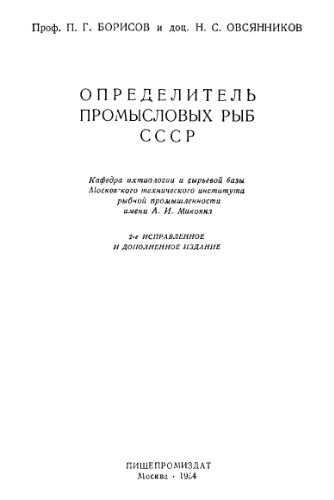 Проф. П. Г. БОРИСОВ и доц. Н. С. ОВСЯННИКОВ
ОПРЕДЕЛИТЕЛЬ
ПРОМЫСЛОВЫХ РЫБ
СССР
Кафедра ихтиологии и сырьевой базы
Московского технического института
рыбной промышленности
имени А. И. Микояна
2-е ИСПРАВЛЕННОЕ
И ДОПОЛНЕННОЕ ИЗДАНИЕ
ПИЩЕПРОМИЗДАТ
Москва - 1954